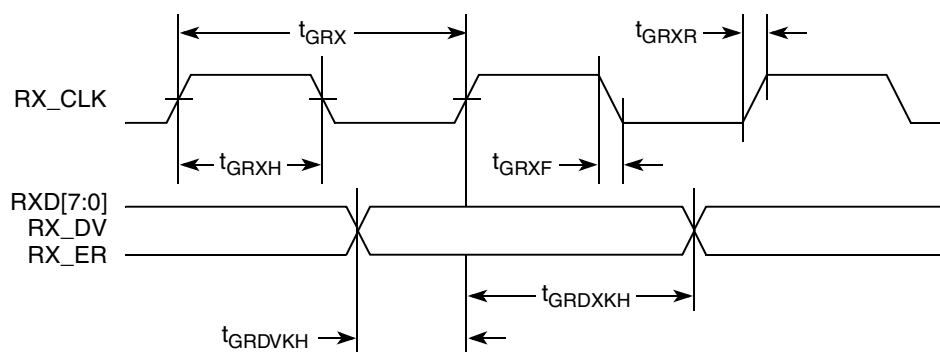 tGRX
tGRXR
RX_CLK
tGRXH
tGRXF
RXD[7:0]
RX_DV
RX_ER
tGRDXKH
tGRDVKH